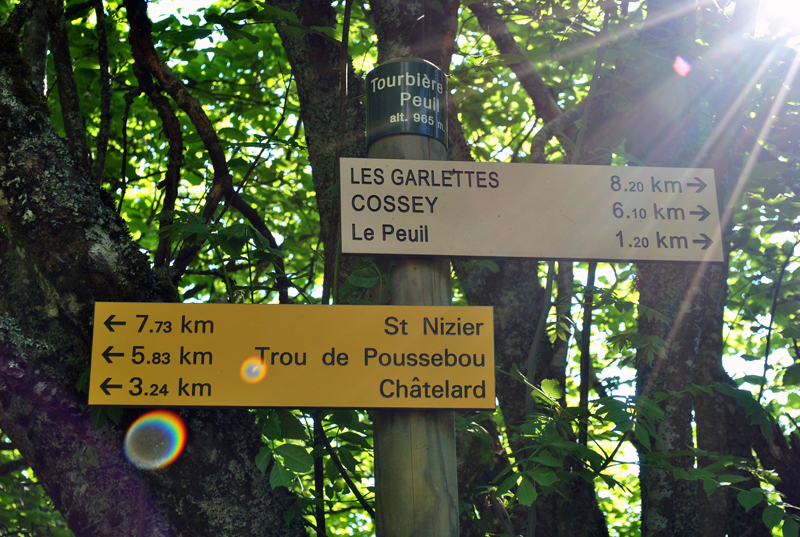 Tourbière
Peuil
alt. 965 m.
LES GARLETTES 8.20 km →
COSSEY 6.10 km →
Le Peuil 1.20 km →
← 7.73 km St Nizier
← 5.83 km Trou de Poussebou
← 3.24 km Châtelard